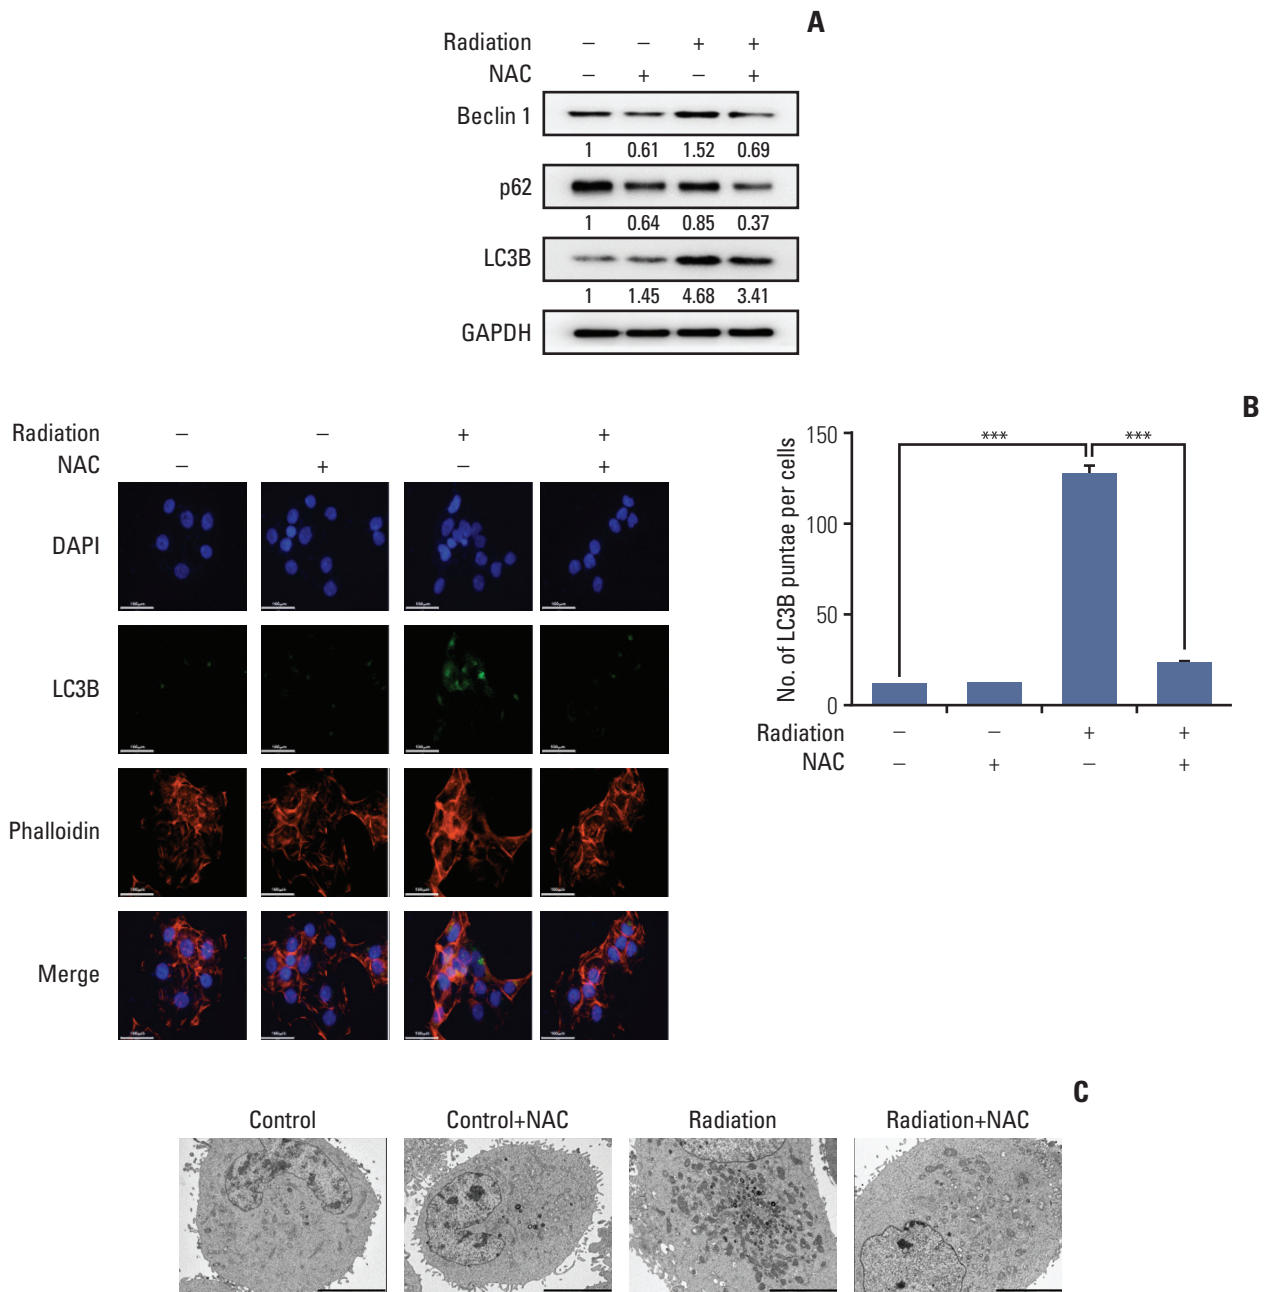 A
Radiation − − + +
NAC − + − +
Beclin 1
1 0.61 1.52 0.69
p62
1 0.64 0.85 0.37
LC3B
1 1.45 4.68 3.41
GAPDH
B
Radiation − − + +
NAC − + − +
DAPI
LC3B
Phalloidin
Merge
No. of LC3B puntae per cells
150
100
50
0
*** ***
Radiation − − + +
NAC − + − +
C
Control Control+NAC Radiation Radiation+NAC